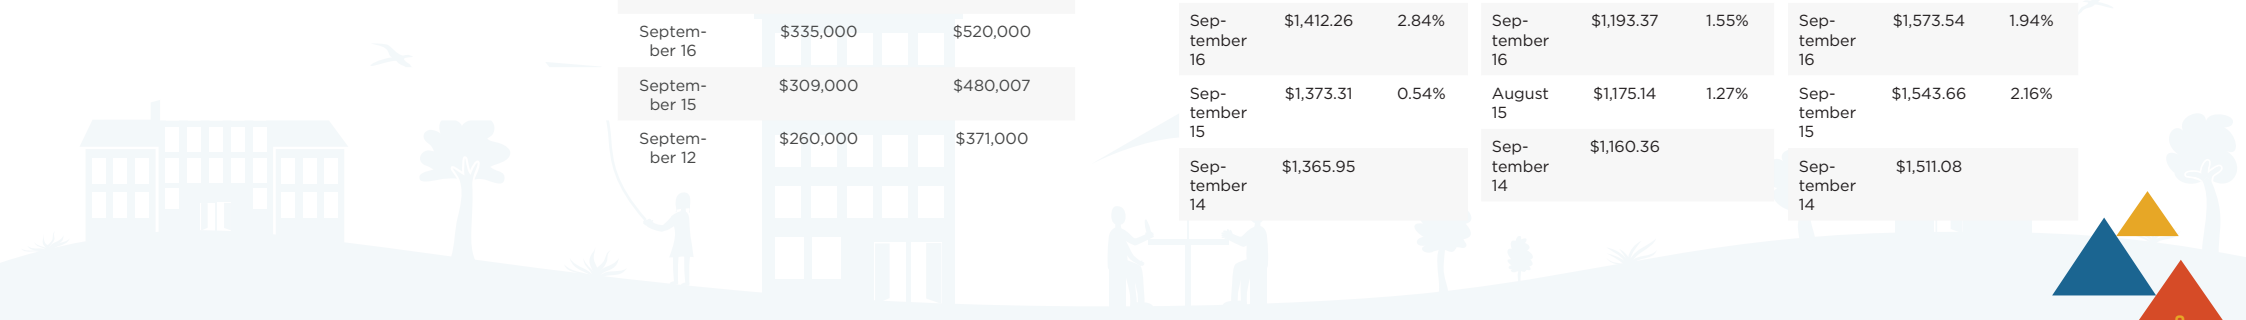 Septem-
ber 16
$335,000
$520,000
Septem-
ber 15
$309,000
$480,007
Septem-
ber 12
$260,000
$371,000
Sep-
tember
16
$1,412.26
2.84%
Sep-
tember
15
$1,373.31
0.54%
Sep-
tember
14
$1,365.95
Sep-
tember
16
$1,193.37
1.55%
August
15
$1,175.14
1.27%
Sep-
tember
14
$1,160.36
Sep-
tember
16
$1,573.54
1.94%
Sep-
tember
15
$1,543.66
2.16%
Sep-
tember
14
$1,511.08